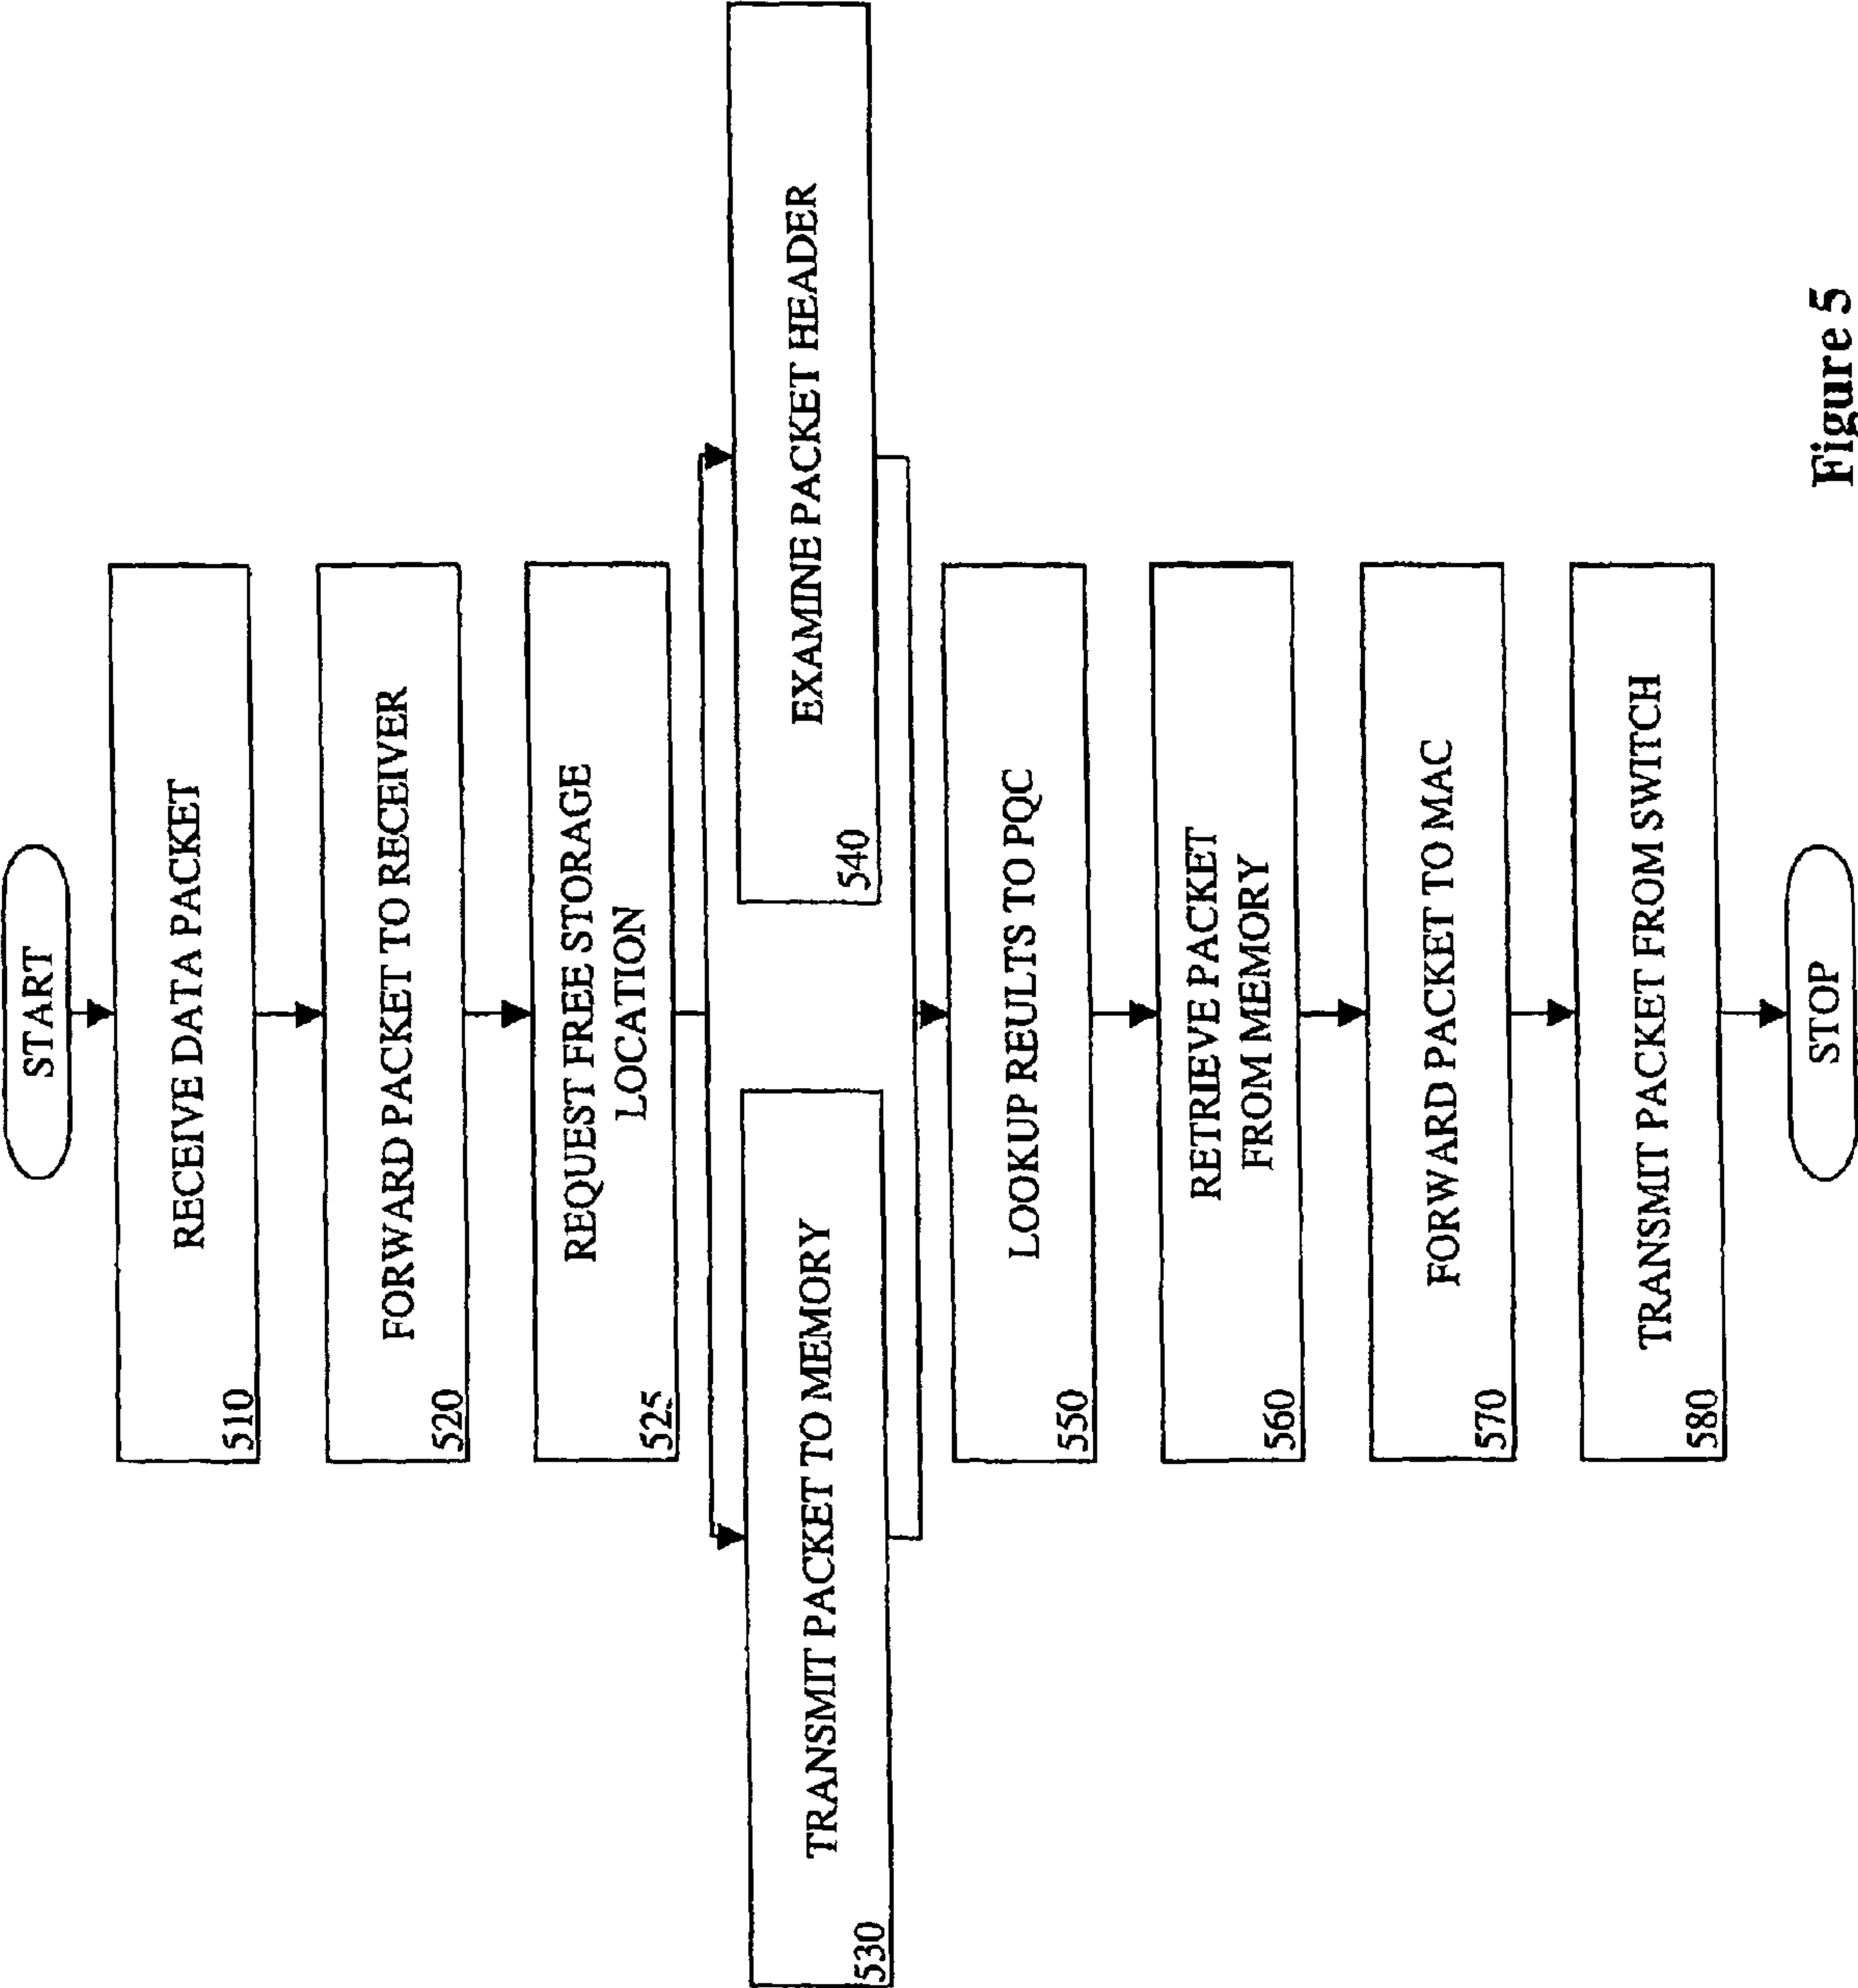 START
RECEIVE DATA PACKET
510
FORWARD PACKET TO RECEIVER
520
REQUEST FREE STORAGE
LOCATION
525
TRANSMIT PACKET TO MEMORY
530
EXAMINE PACKET HEADER
540
LOOKUP REULTS TO PQC
550
RETRIEVE PACKET
FROM MEMORY
560
FORWARD PACKET TO MAC
570
TRANSMIT PACKET FROM SWITCH
580
STOP
Figure 5